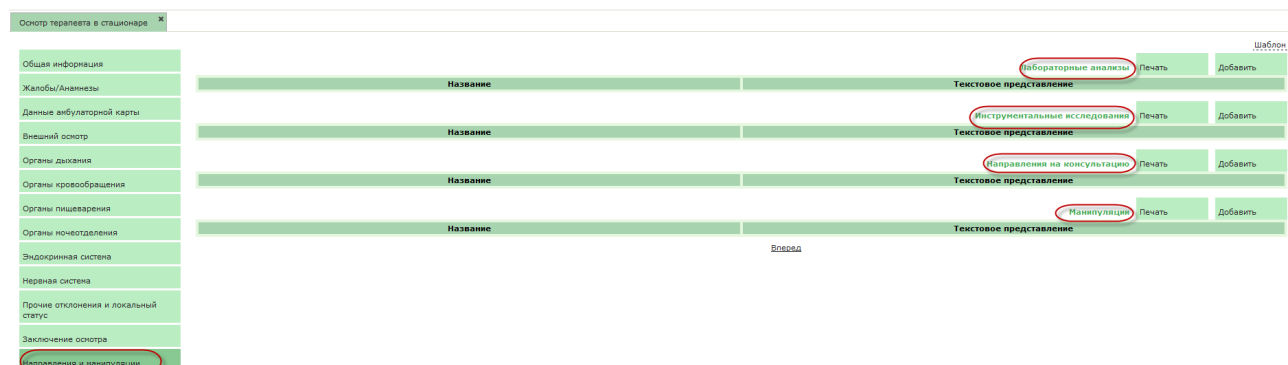 Осмотр терапевта в стационаре ×
Шаблон
Общая информация
Жалобы/Анамнезы
Данные амбулаторной карты
Внешний осмотр
Органы дыхания
Органы кровообращения
Органы пищеварения
Органы мочеотделения
Эндокринная система
Нервная система
Прочие отклонения и локальный
статус
Заключение осмотра
Направления и манипуляции
Лабораторные анализы Печать Добавить
Название Текстовое представление
Инструментальные исследования Печать Добавить
Название Текстовое представление
Направления на консультацию Печать Добавить
Название Текстовое представление
Манипуляции Печать Добавить
Название Текстовое представление
Вперед